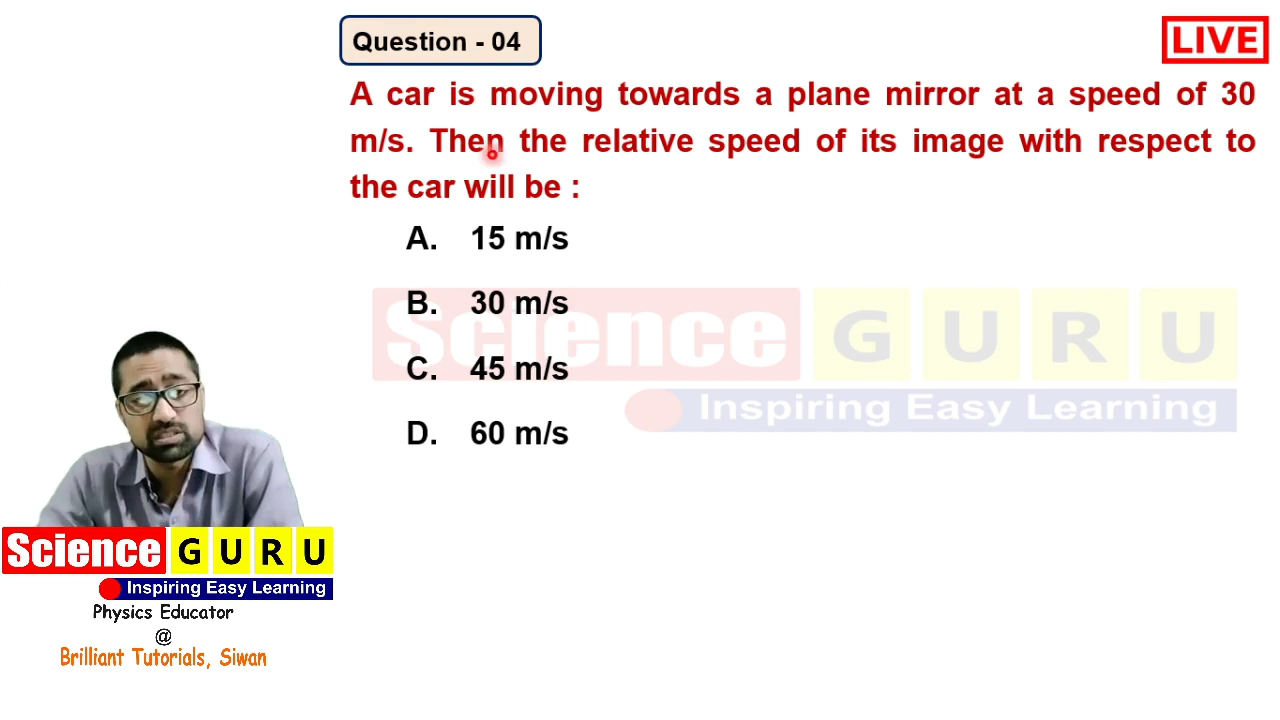 Question - 04
LIVE
A car is moving towards a plane mirror at a speed of 30
m/s. Then the relative speed of its image with respect to
the car will be :
A. 15 m/s
B. 30 m/s
C. 45 m/s
D. 60 m/s
Science GURU
Inspiring Easy Learning
Science GURU
Inspiring Easy Learning
Physics Educator
@
Brilliant Tutorials, Siwan